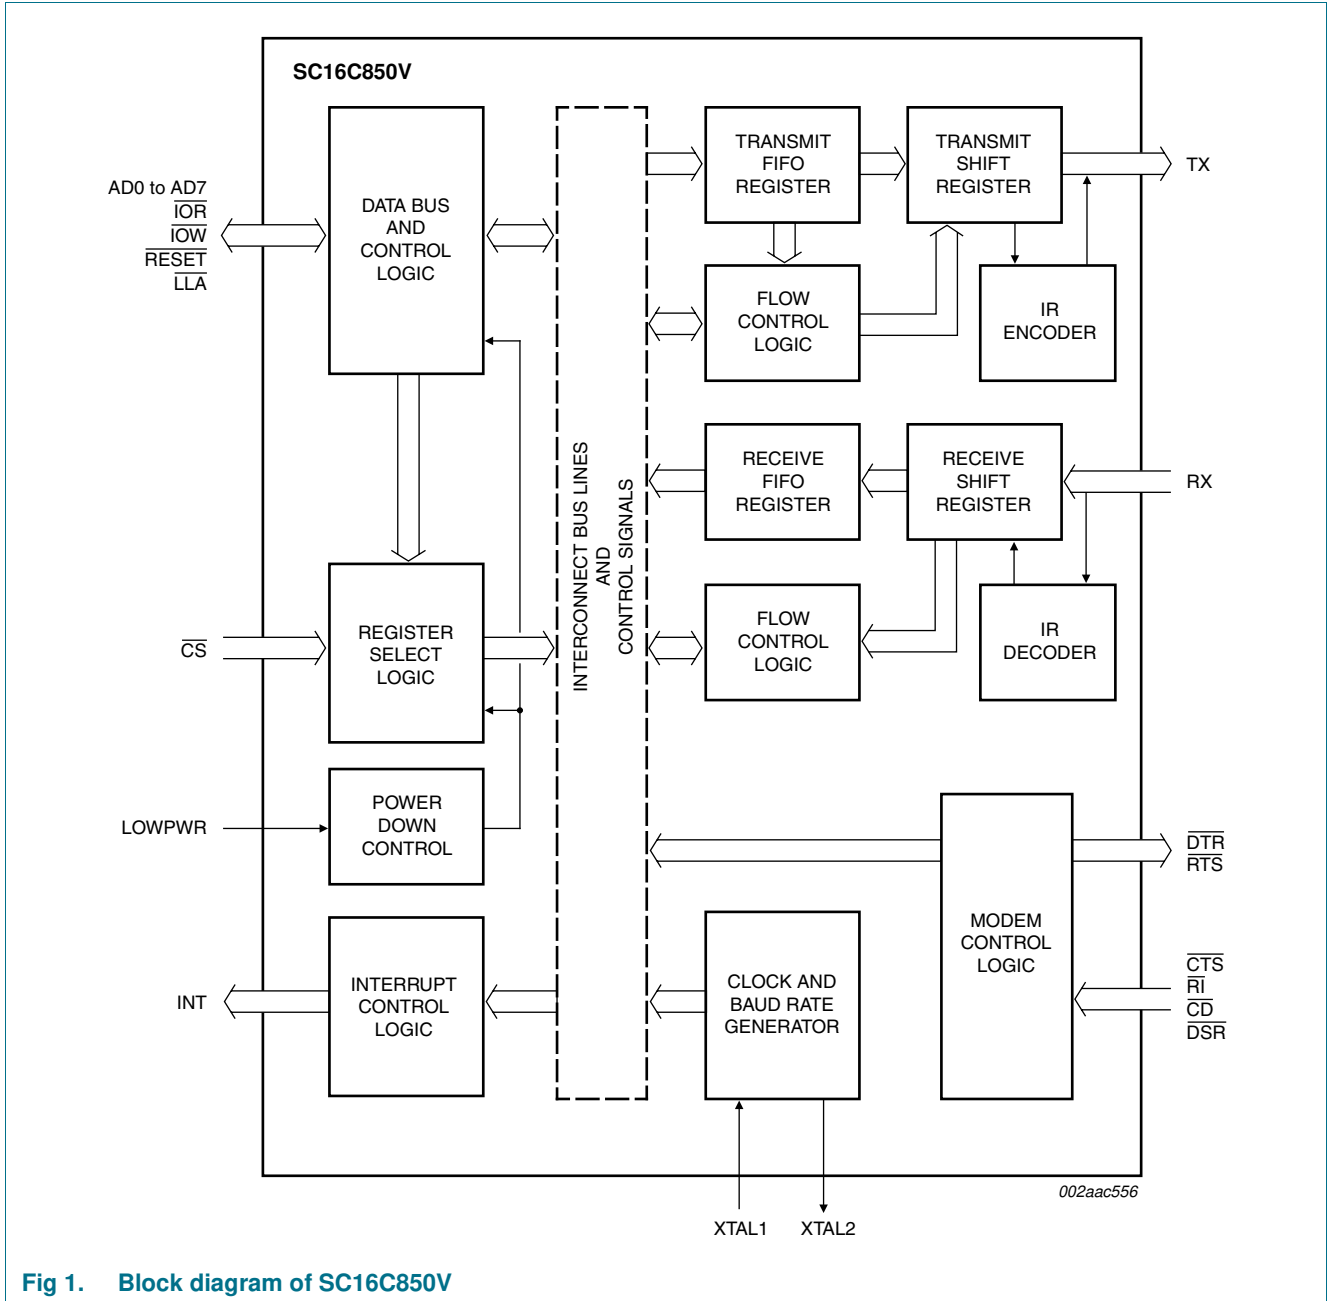 SC16C850V
AD0 to AD7
IOR
IOW
RESET
LLA
DATA BUS
AND
CONTROL
LOGIC
TRANSMIT
FIFO
REGISTER
TRANSMIT
SHIFT
REGISTER
TX
FLOW
CONTROL
LOGIC
IR
ENCODER
INTERCONNECT BUS LINES
AND
CONTROL SIGNALS
RECEIVE
FIFO
REGISTER
RECEIVE
SHIFT
REGISTER
RX
CS
REGISTER
SELECT
LOGIC
FLOW
CONTROL
LOGIC
IR
DECODER
LOWPWR
POWER
DOWN
CONTROL
DTR
RTS
MODEM
CONTROL
LOGIC
CTS
RI
CD
DSR
INT
INTERRUPT
CONTROL
LOGIC
CLOCK AND
BAUD RATE
GENERATOR
XTAL1
XTAL2
002aac556
Fig 1. Block diagram of SC16C850V